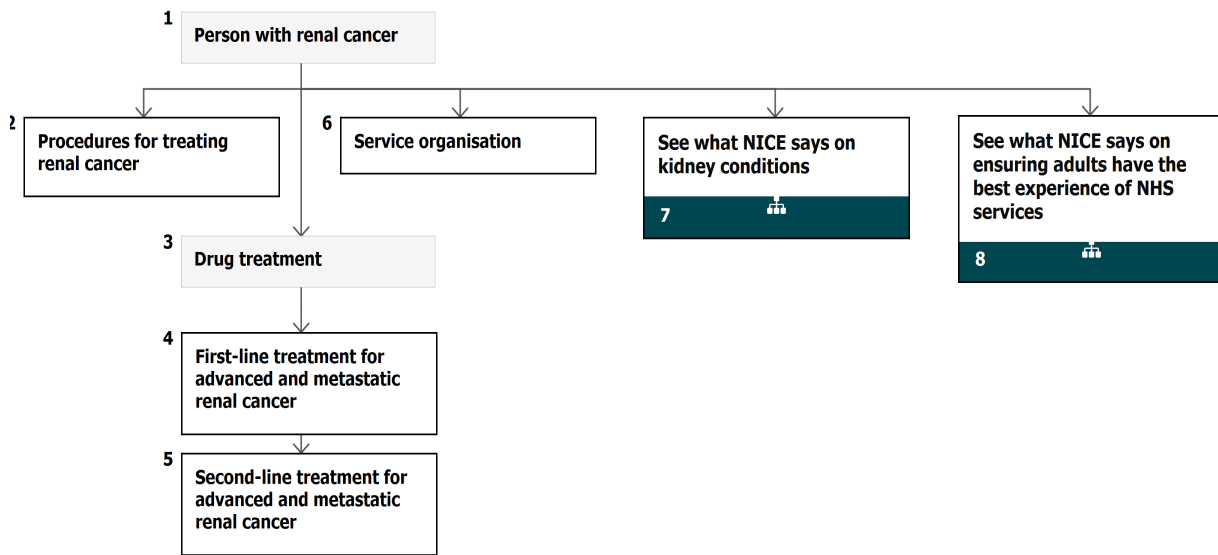 1
Person with renal cancer
2
Procedures for treating
renal cancer
6
Service organisation
See what NICE says on
kidney conditions
7
See what NICE says on
ensuring adults have the
best experience of NHS
services
8
3
Drug treatment
4
First-line treatment for
advanced and metastatic
renal cancer
5
Second-line treatment for
advanced and metastatic
renal cancer